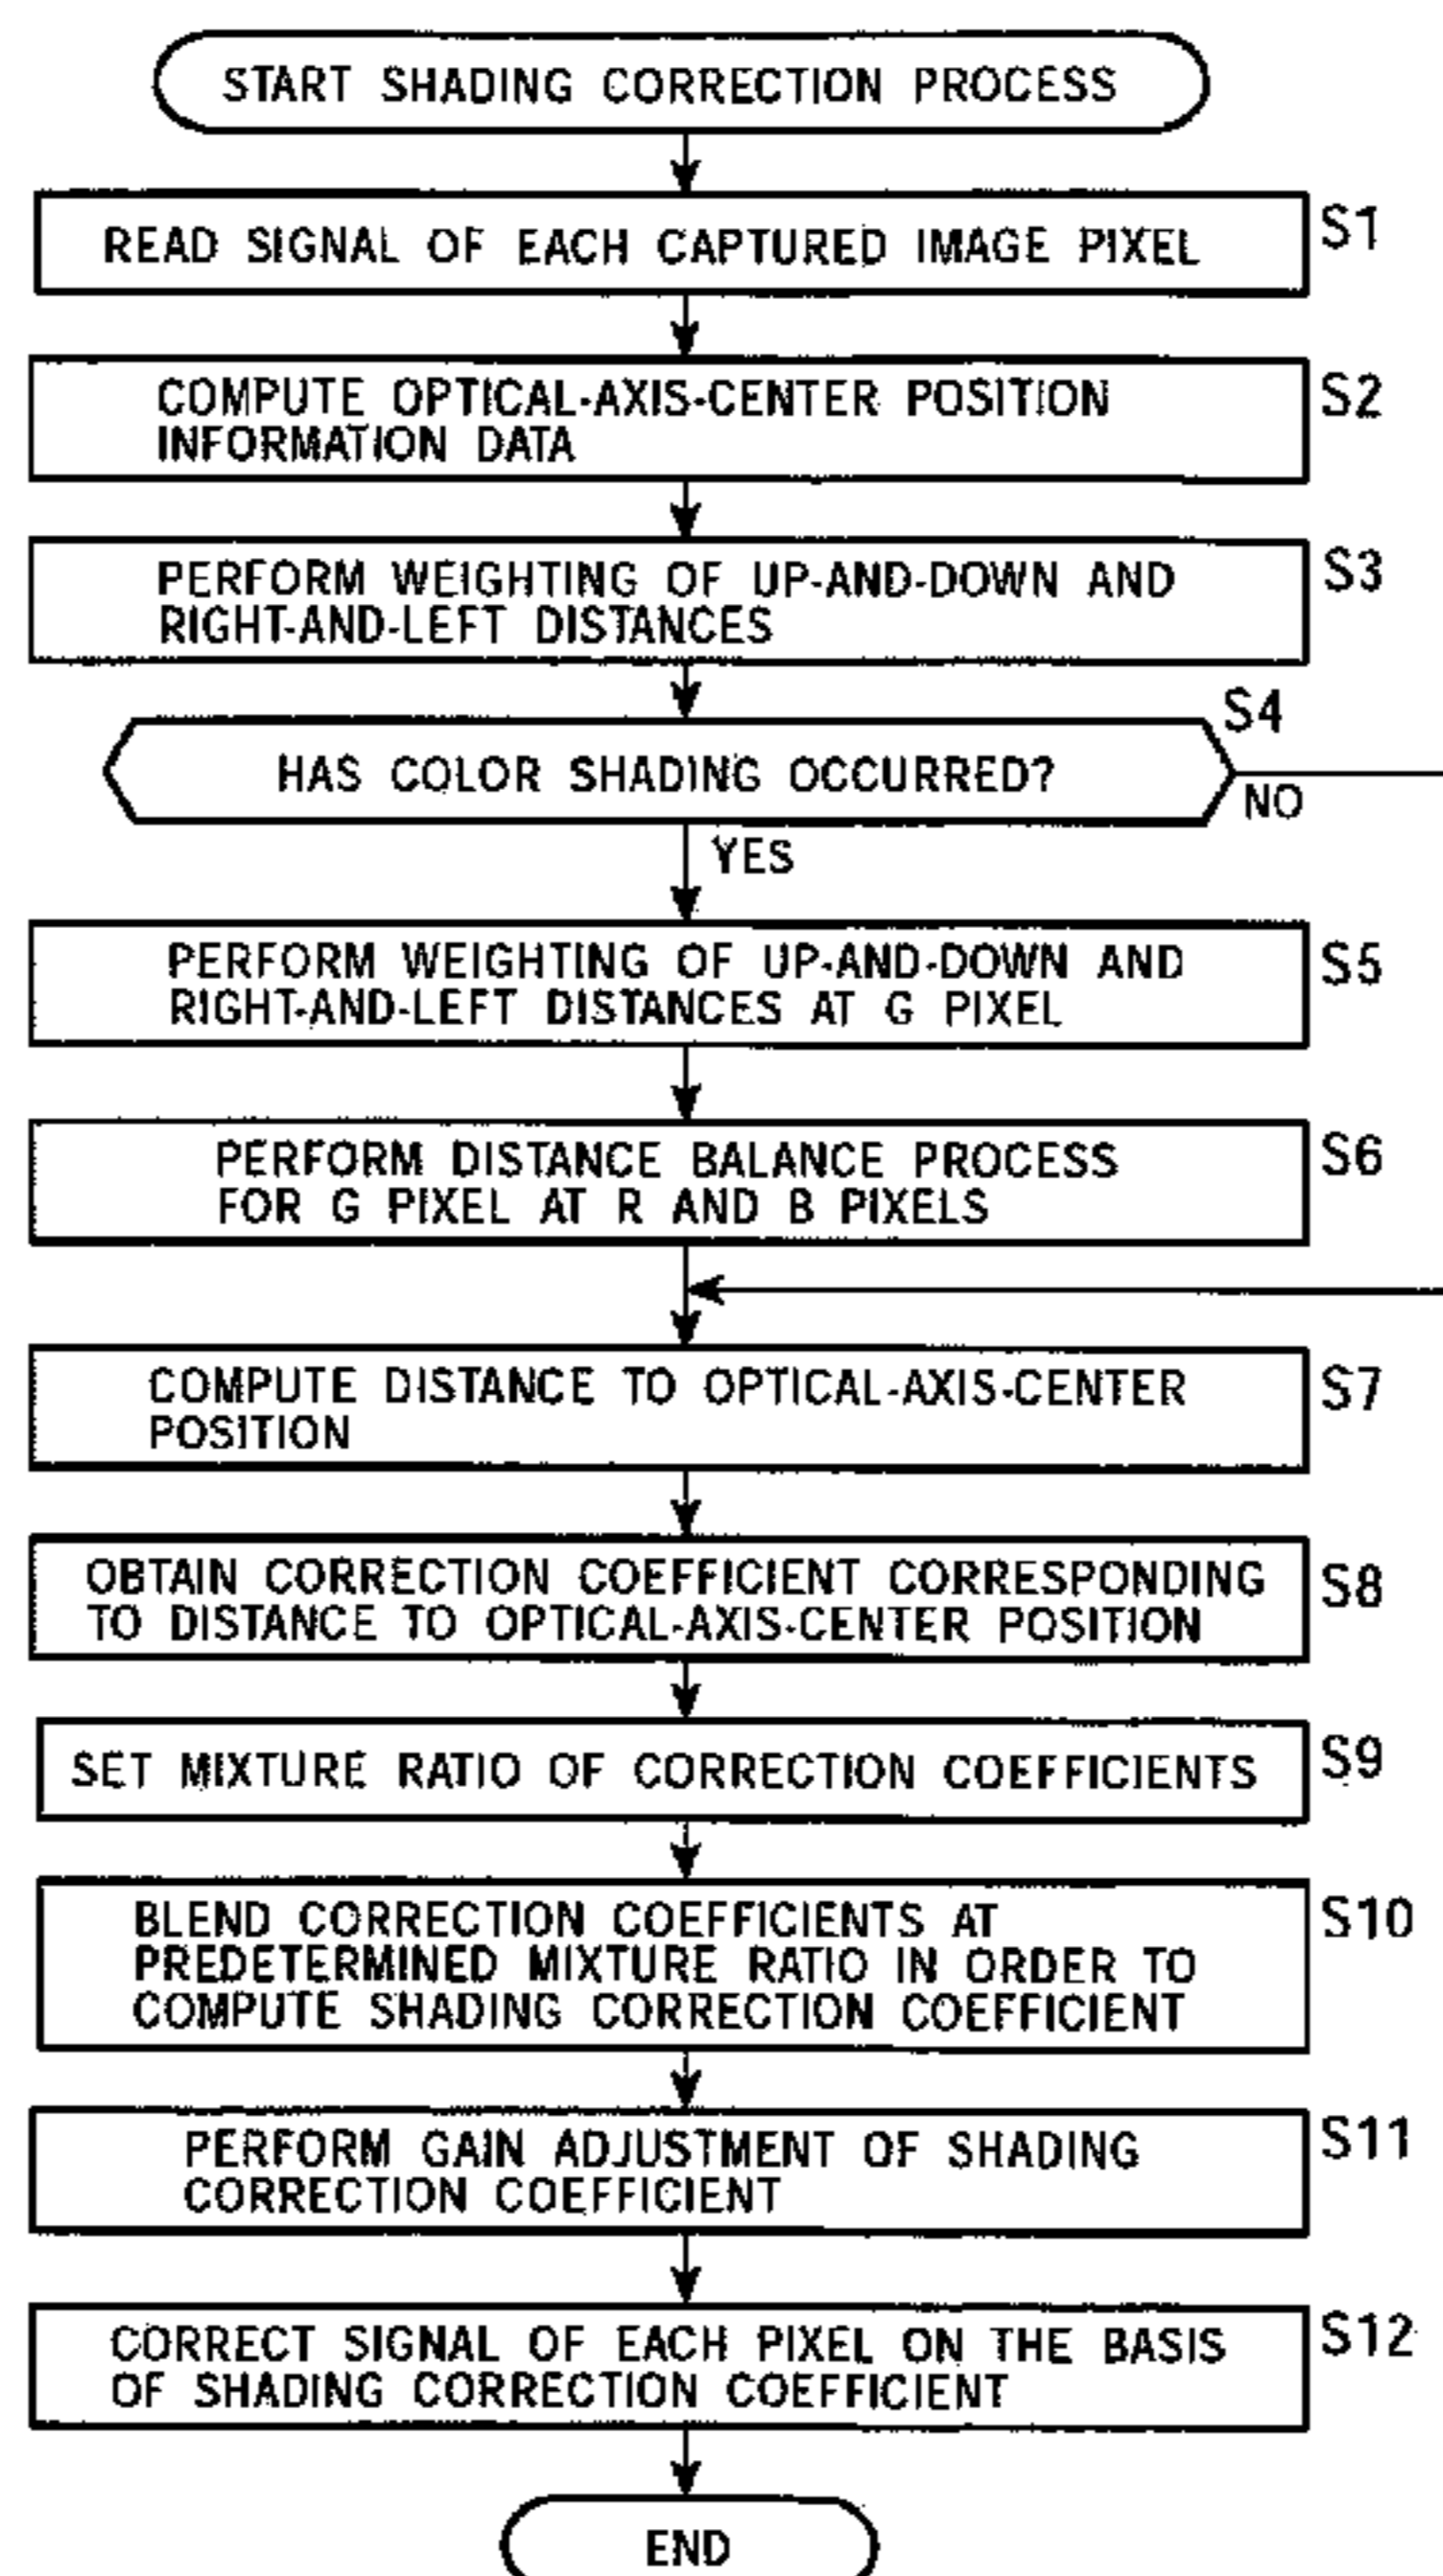 START SHADING CORRECTION PROCESS
READ SIGNAL OF EACH CAPTURED IMAGE PIXEL
S1
COMPUTE OPTICAL-AXIS-CENTER POSITION
INFORMATION DATA
S2
PERFORM WEIGHTING OF UP-AND-DOWN AND
RIGHT-AND-LEFT DISTANCES
S3
HAS COLOR SHADING OCCURRED?
S4
NO
YES
PERFORM WEIGHTING OF UP-AND-DOWN AND
RIGHT-AND-LEFT DISTANCES AT G PIXEL
S5
PERFORM DISTANCE BALANCE PROCESS
FOR G PIXEL AT R AND B PIXELS
S6
COMPUTE DISTANCE TO OPTICAL-AXIS-CENTER
POSITION
S7
OBTAIN CORRECTION COEFFICIENT CORRESPONDING
TO DISTANCE TO OPTICAL-AXIS-CENTER POSITION
S8
SET MIXTURE RATIO OF CORRECTION COEFFICIENTS
S9
BLEND CORRECTION COEFFICIENTS AT
PREDETERMINED MIXTURE RATIO IN ORDER TO
COMPUTE SHADING CORRECTION COEFFICIENT
S10
PERFORM GAIN ADJUSTMENT OF SHADING
CORRECTION COEFFICIENT
S11
CORRECT SIGNAL OF EACH PIXEL ON THE BASIS
OF SHADING CORRECTION COEFFICIENT
S12
END